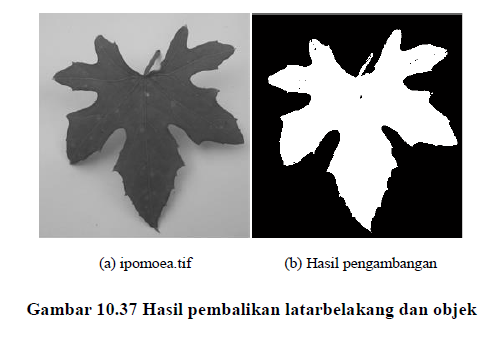 (a) ipomoea.tif (b) Hasil pengambangan
Gambar 10.37 Hasil pembalikan latarbelakang dan objek